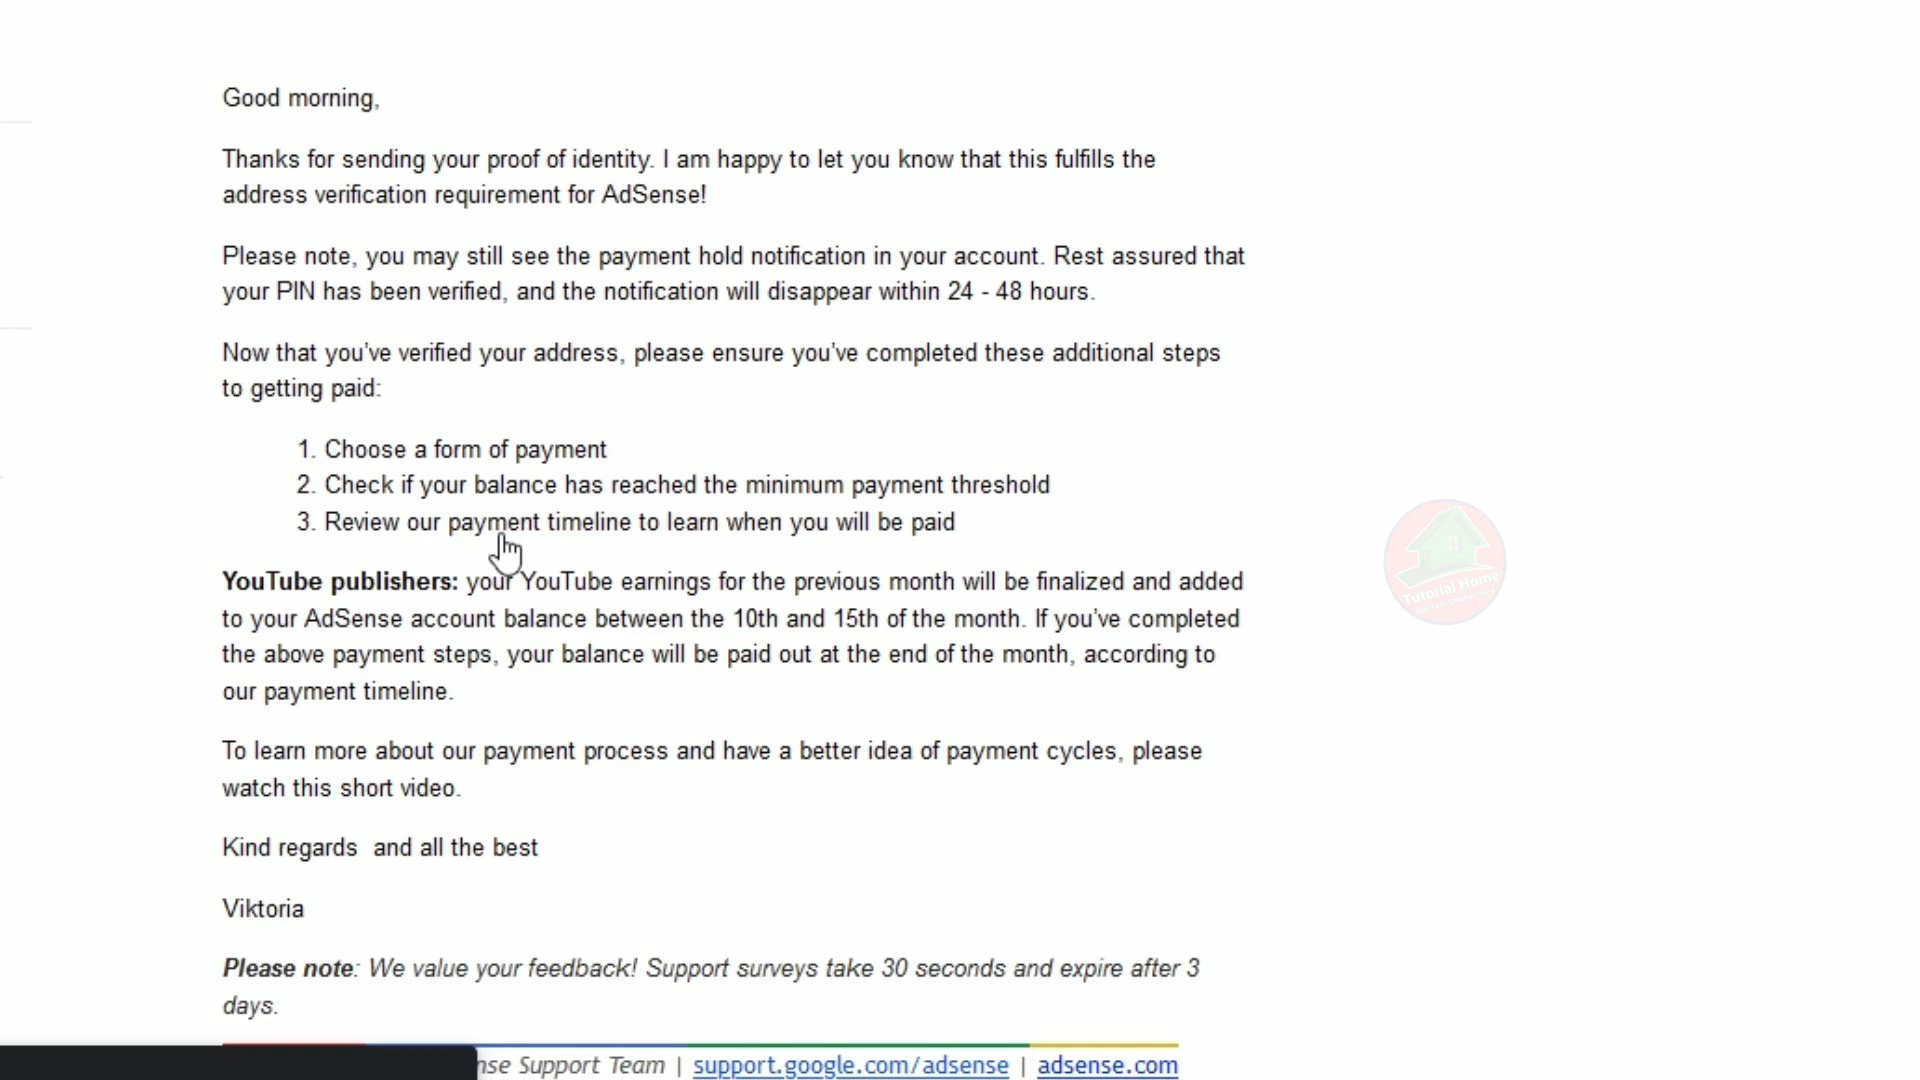 Good morning,
Thanks for sending your proof of identity. I am happy to let you know that this fulfills the
address verification requirement for AdSense!
Please note, you may still see the payment hold notification in your account. Rest assured that
your PIN has been verified, and the notification will disappear within 24 - 48 hours.
Now that you've verified your address, please ensure you've completed these additional steps
to getting paid:
1. Choose a form of payment
2. Check if your balance has reached the minimum payment threshold
3. Review our payment timeline to learn when you will be paid
YouTube publishers: your YouTube earnings for the previous month will be finalized and added
to your AdSense account balance between the 10th and 15th of the month. If you've completed
the above payment steps, your balance will be paid out at the end of the month, according to
our payment timeline.
To learn more about our payment process and have a better idea of payment cycles, please
watch this short video.
Kind regards  and all the best
Viktoria
Please note: We value your feedback! Support surveys take 30 seconds and expire after 3
days.
nse Support Team | support.google.com/adsense | adsense.com
Tutorial Home